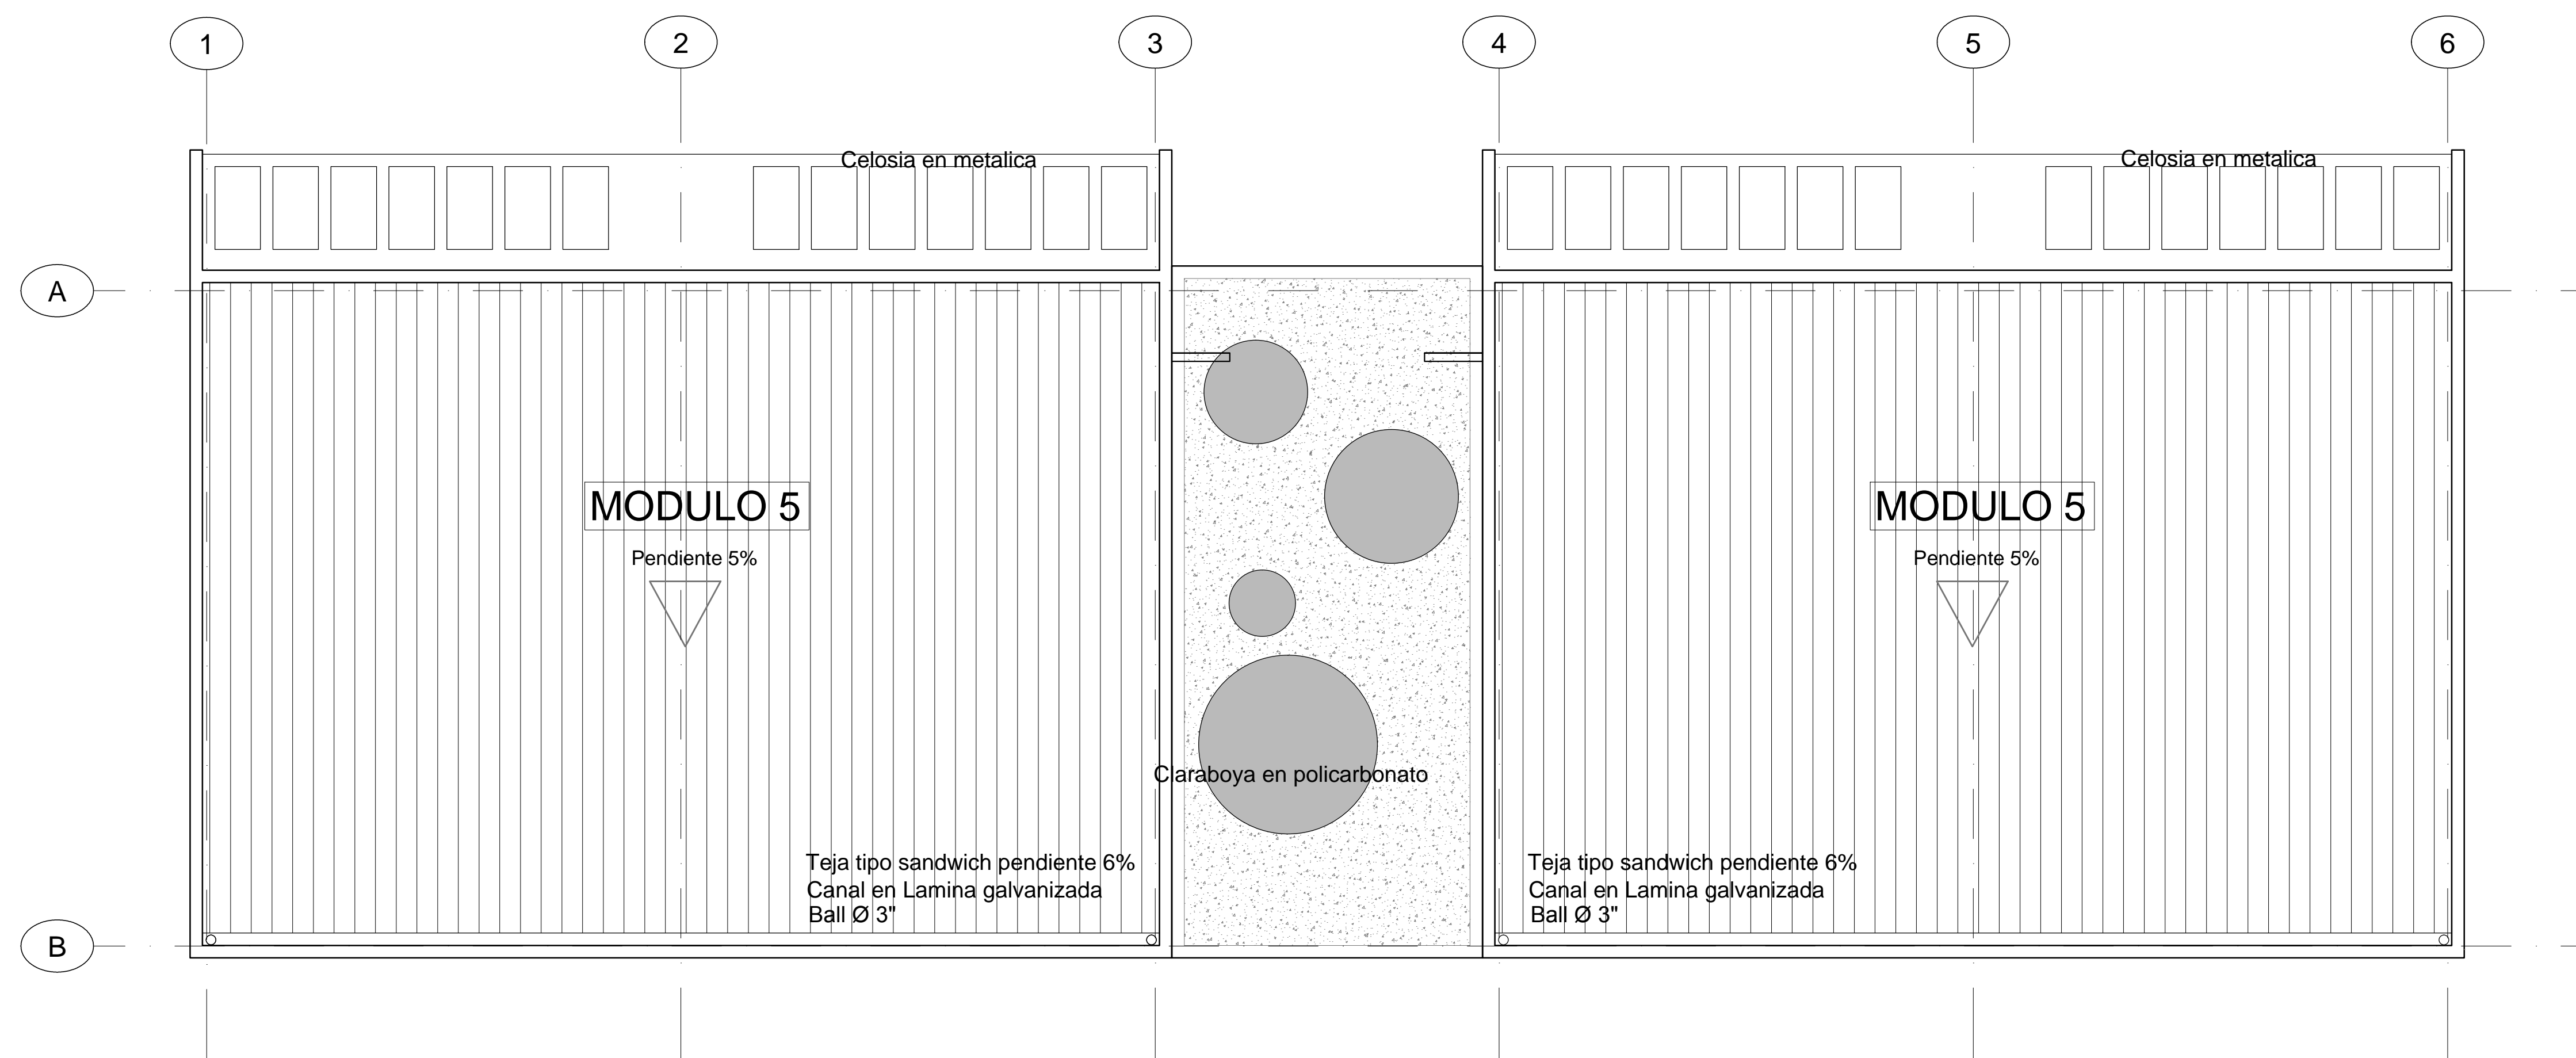 1
2
3
4
5
6
Celosia en metalica
Celosia en metalica
A
MODULO 5
Pendiente 5%
MODULO 5
Pendiente 5%
Claraboya en policarbonato
Teja tipo sandwich pendiente 6%
Canal en Lamina galvanizada
Ball Ø 3"
Teja tipo sandwich pendiente 6%
Canal en Lamina galvanizada
Ball Ø 3"
B